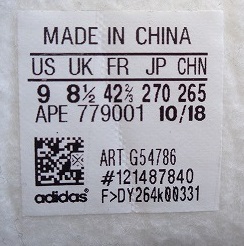 MADE IN CHINA
US UK FR JP CHN
9 8½ 42⅔ 270 265
APE 779001 10/18
ART G54786
#121487840
adidas® F>DY264k00331